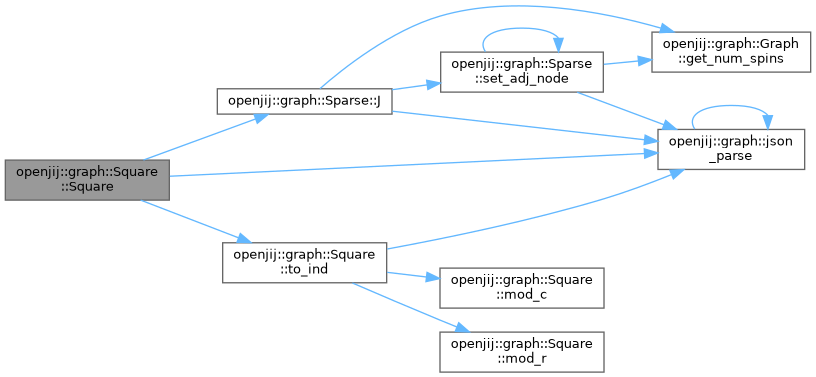 openjij::graph::Square
::Square
openjij::graph::Sparse::J
openjij::graph::Sparse
::set_adj_node
openjij::graph::Graph
::get_num_spins
openjij::graph::json
_parse
openjij::graph::Square
::to_ind
openjij::graph::Square
::mod_c
openjij::graph::Square
::mod_r